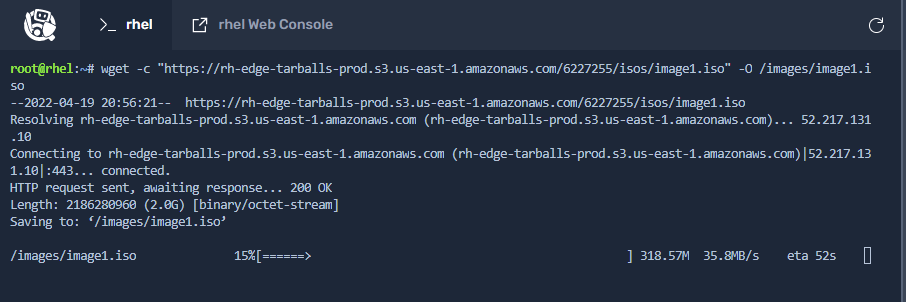 >_ rhel rhel Web Console
root@rhel:~# wget -c "https://rh-edge-tarballs-prod.s3.us-east-1.amazonaws.com/6227255/isos/image1.iso" -O /images/image1.i
so
--2022-04-19 20:56:21--  https://rh-edge-tarballs-prod.s3.us-east-1.amazonaws.com/6227255/isos/image1.iso
Resolving rh-edge-tarballs-prod.s3.us-east-1.amazonaws.com (rh-edge-tarballs-prod.s3.us-east-1.amazonaws.com)... 52.217.131
.10
Connecting to rh-edge-tarballs-prod.s3.us-east-1.amazonaws.com (rh-edge-tarballs-prod.s3.us-east-1.amazonaws.com)|52.217.13
1.10|:443... connected.
HTTP request sent, awaiting response... 200 OK
Length: 2186280960 (2.0G) [binary/octet-stream]
Saving to: ‘/images/image1.iso’
/images/image1.iso 15%[======> ] 318.57M 35.8MB/s eta 52s